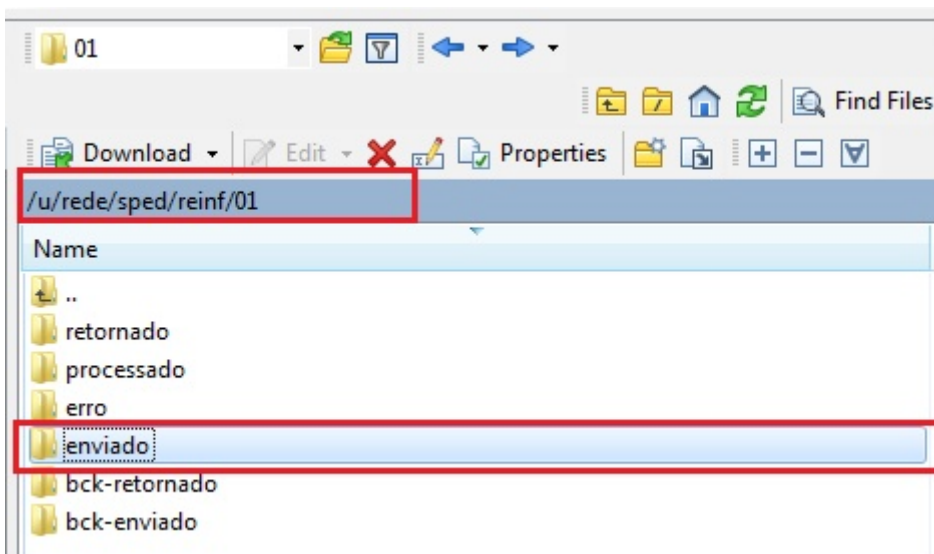 01
Find Files
Download Edit Properties
/u/rede/sped/reinf/01
Name
..
retornado
processado
erro
enviado
bck-retornado
bck-enviado